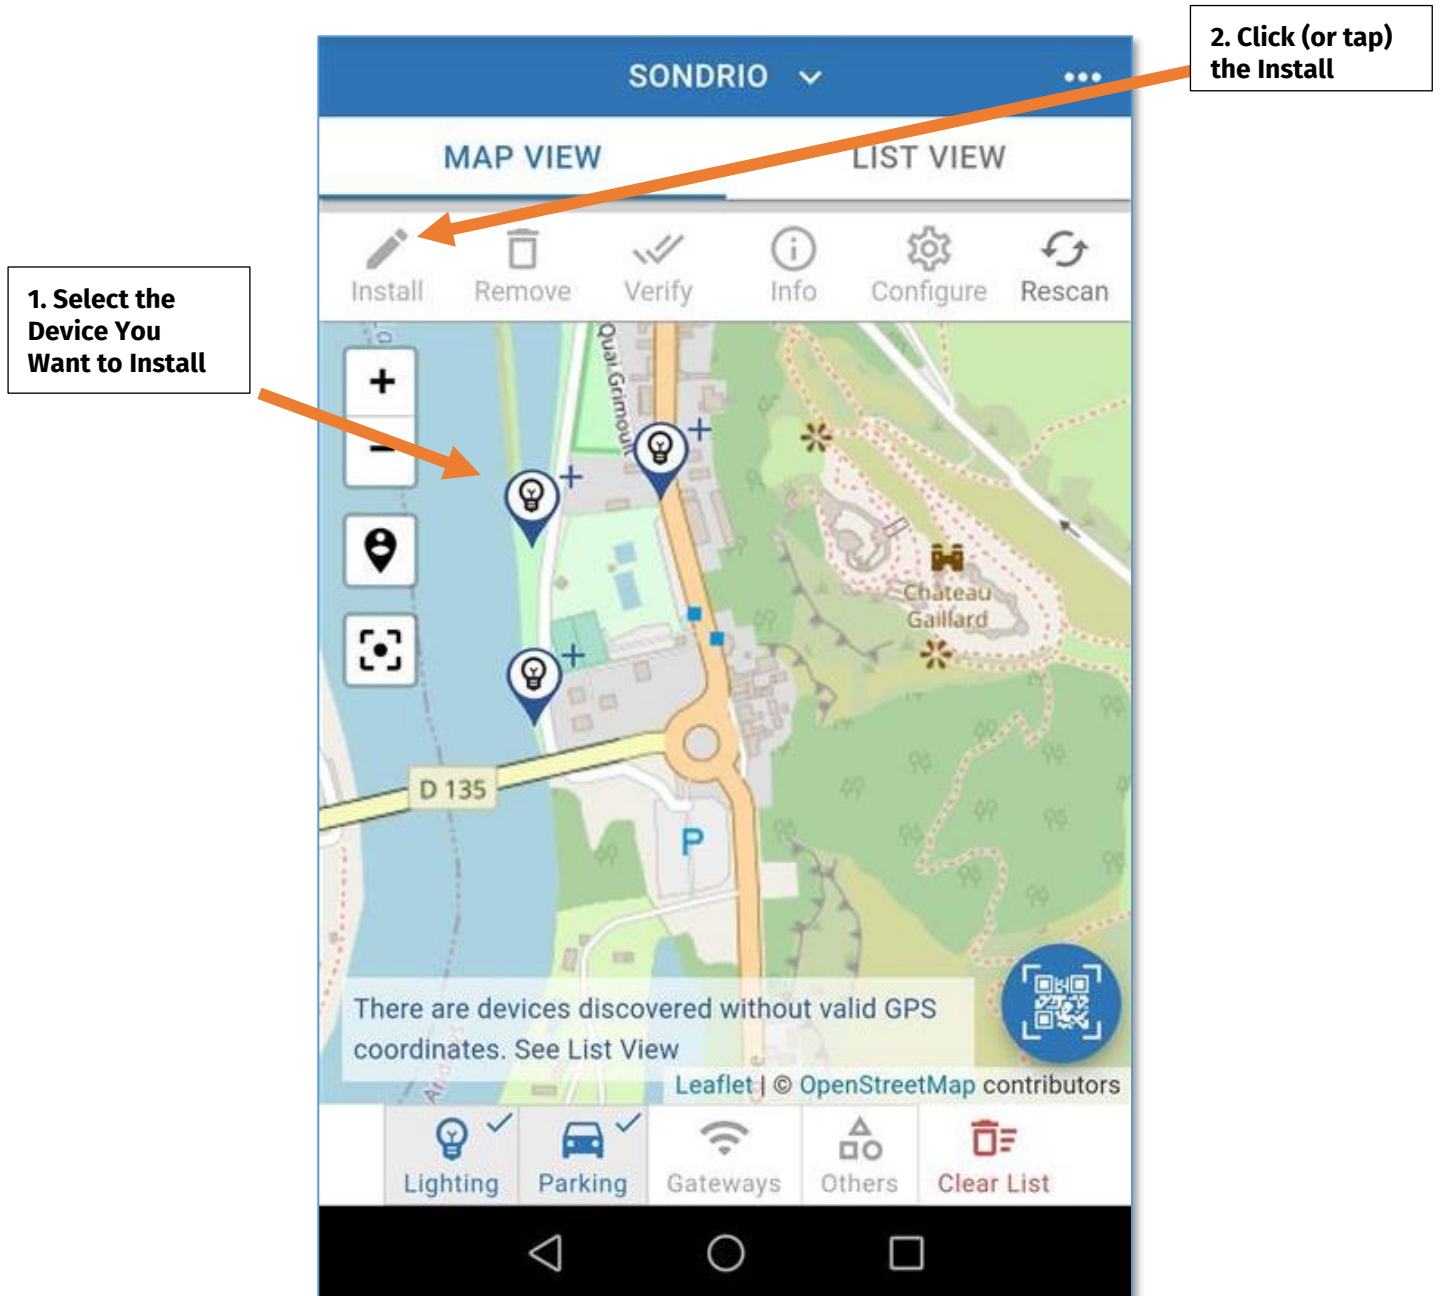 2. Click (or tap)
the Install
SONDRIO
MAP VIEW
LIST VIEW
Install
Remove
Verify
Info
Configure
Rescan
1. Select the
Device You
Want to Install
+
−
Quai Grimoult
Château
Gaillard
D 135
P
There are devices discovered without valid GPS
coordinates. See List View
Leaflet | © OpenStreetMap contributors
Lighting
Parking
Gateways
Others
Clear List